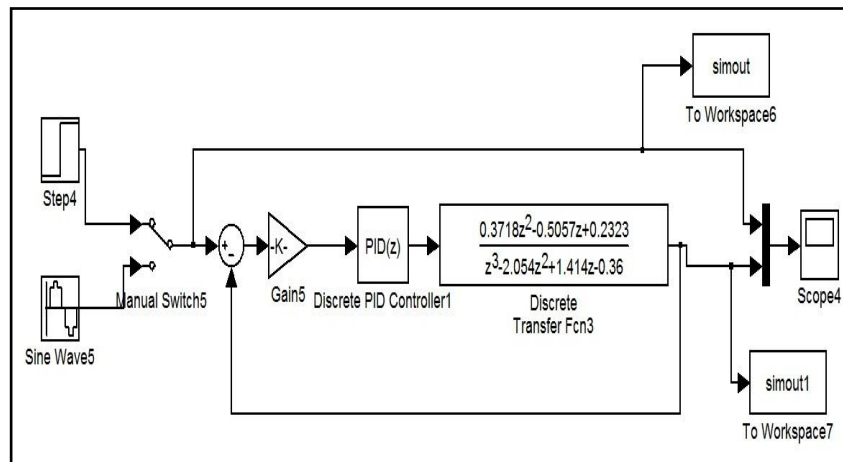 simout
To Workspace6
Step4
Manual Switch5
Sine Wave5
+
-
-K-
Gain5
PID(z)
Discrete PID Controller1
0.3718z²-0.5057z+0.2323
z³-2.054z²+1.414z-0.36
Discrete
Transfer Fcn3
Scope4
simout1
To Workspace7